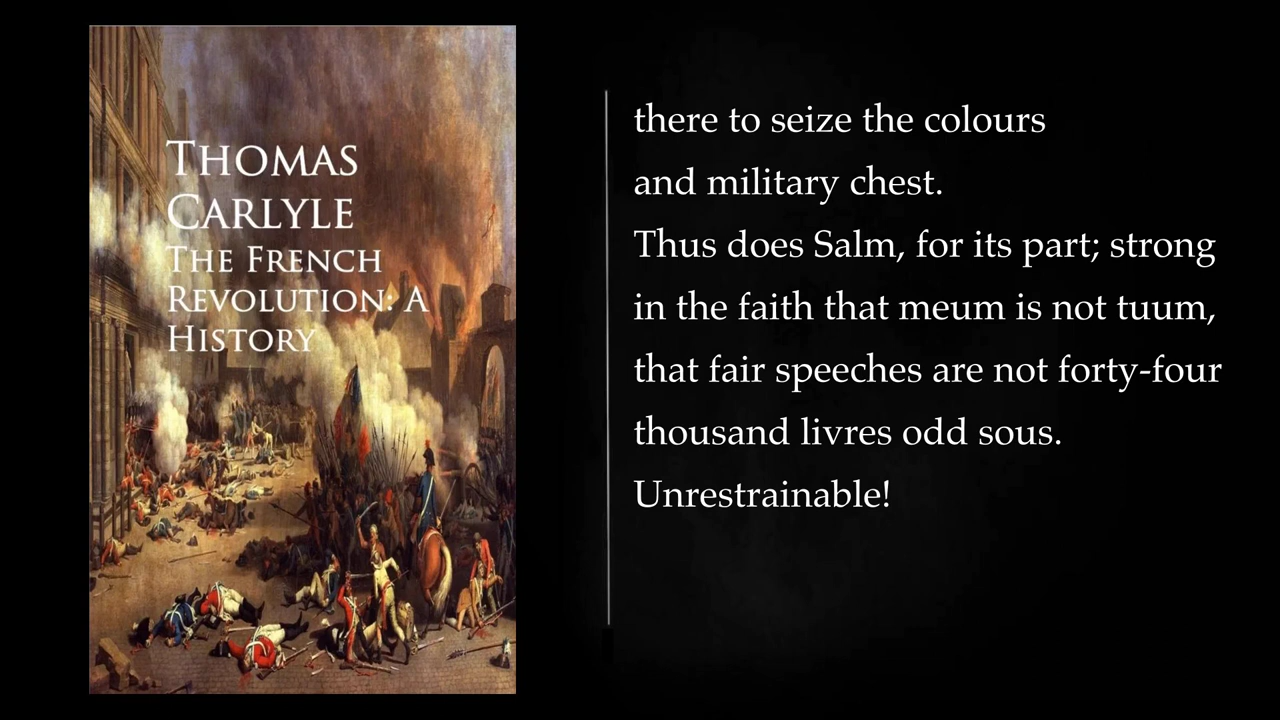 THOMAS
CARLYLE
THE FRENCH
REVOLUTION: A
HISTORY
there to seize the colours
and military chest.
Thus does Salm, for its part; strong
in the faith that meum is not tuum,
that fair speeches are not forty-four
thousand livres odd sous.
Unrestrainable!